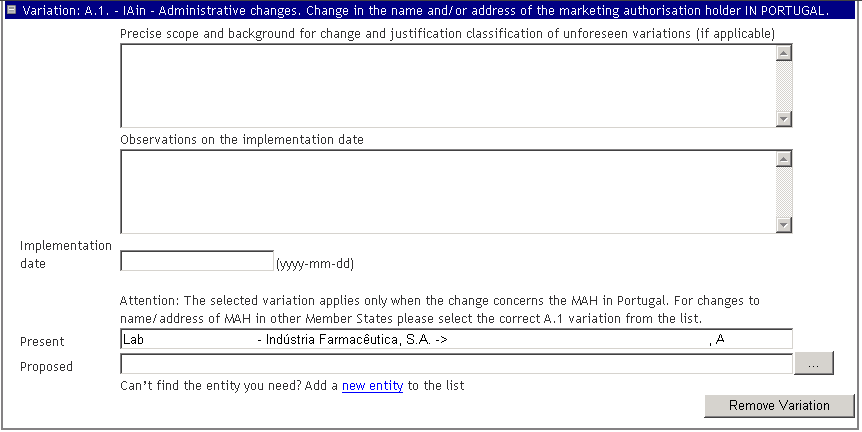 Variation: A.1. - IAin - Administrative changes. Change in the name and/or address of the marketing authorisation holder IN PORTUGAL.
Precise scope and background for change and justification classification of unforeseen variations (if applicable)
Observations on the implementation date
Implementation
date
(yyyy-mm-dd)
Attention: The selected variation applies only when the change concerns the MAH in Portugal. For changes to
name/address of MAH in other Member States please select the correct A.1 variation from the list.
Present Lab - Indústria Farmacêutica, S.A. -> , A
Proposed ...
Can't find the entity you need? Add a new entity to the list
Remove Variation